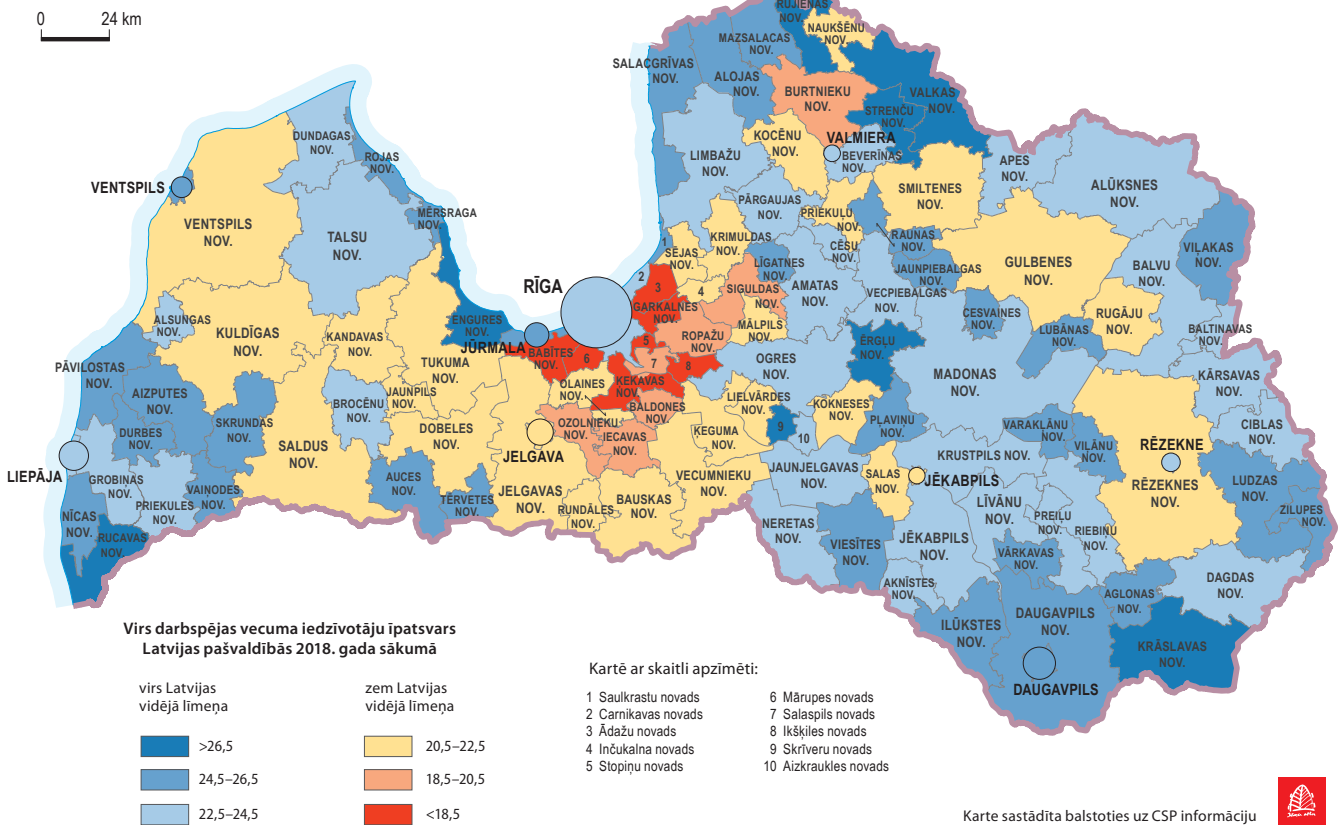 0 24 km
RŪJIENAS
NOV.
NAUKŠĒNU
NOV.
MAZSALACAS
NOV.
SALACGRĪVAS
NOV.
ALOJAS
NOV.
BURTNIEKU
NOV.
VALKAS
NOV.
STRENČU
NOV.
KOCĒNU
NOV.
VALMIERA
BEVERĪNAS
NOV.
LIMBAŽU
NOV.
DUNDAGAS
NOV.
ROJAS
NOV.
VENTSPILS
VENTSPILS
NOV.
TALSU
NOV.
MĒRSRAGA
NOV.
APES
NOV.
ALŪKSNES
NOV.
SMILTENES
NOV.
PĀRGAUJAS
NOV.
PRIEKUĻU
NOV.
RAUNAS
NOV.
CĒSU
NOV.
KRIMULDAS
NOV.
1
SĒJAS
NOV.
LĪGATNES
NOV.
JAUNPIEBALGAS
NOV.
GULBENES
NOV.
BALVU
NOV.
VIĻAKAS
NOV.
2
3
4
RĪGA
SIGULDAS
NOV.
AMATAS
NOV.
VECPIEBALGAS
NOV.
GARKALNES
NOV.
CESVAINES
NOV.
RUGĀJU
NOV.
LUBĀNAS
NOV.
BALTINAVAS
NOV.
ALSUNGAS
NOV.
KULDĪGAS
NOV.
KANDAVAS
NOV.
ENGURES
NOV.
JŪRMALA
BABĪTES
NOV.
6
5
7
8
ROPAŽU
NOV.
MĀLPILS
NOV.
OGRES
NOV.
ĒRGĻU
NOV.
MADONAS
NOV.
KĀRSAVAS
NOV.
PĀVILOSTAS
NOV.
AIZPUTES
NOV.
TUKUMA
NOV.
JAUNPILS
NOV.
BROCĒNU
NOV.
OLAINES
NOV.
ĶEKAVAS
NOV.
BALDONES
NOV.
LIELVĀRDES
NOV.
KOKNESES
NOV.
PĻAVIŅU
NOV.
VARAKĻĀNU
NOV.
VIĻĀNU
NOV.
RĒZEKNE
RĒZEKNES
NOV.
CIBLAS
NOV.
DURBES
NOV.
SKRUNDAS
NOV.
SALDUS
NOV.
DOBELES
NOV.
OZOLNIEKU
NOV.
IECAVAS
NOV.
ĶEGUMA
NOV.
9
10
KRUSTPILS NOV.
LIEPĀJA
GROBIŅAS
NOV.
PRIEKULES
NOV.
VAIŅODES
NOV.
AUCES
NOV.
TĒRVETES
NOV.
JELGAVA
JELGAVAS
NOV.
RUNDĀLES
NOV.
BAUSKAS
NOV.
VECUMNIEKU
NOV.
JAUNJELGAVAS
NOV.
SALAS
NOV.
JĒKABPILS
LĪVĀNU
NOV.
PREIĻU
NOV.
RIEBIŅU
NOV.
LUDZAS
NOV.
ZILUPES
NOV.
NĪCAS
NOV.
RUCAVAS
NOV.
NERETAS
NOV.
VIESĪTES
NOV.
JĒKABPILS
NOV.
VĀRKAVAS
NOV.
AKNĪSTES
NOV.
DAGDAS
NOV.
AGLONAS
NOV.
ILŪKSTES
NOV.
DAUGAVPILS
NOV.
KRĀSLAVAS
NOV.
DAUGAVPILS
Virs darbspējas vecuma iedzīvotāju īpatsvars
Latvijas pašvaldībās 2018. gada sākumā
virs Latvijas
vidējā līmeņa
>26,5
24,5–26,5
22,5–24,5
zem Latvijas
vidējā līmeņa
20,5–22,5
18,5–20,5
<18,5
Kartē ar skaitli apzīmēti:
1 Saulkrastu novads
2 Carnikavas novads
3 Ādažu novads
4 Inčukalna novads
5 Stopiņu novads
6 Mārupes novads
7 Salaspils novads
8 Ikšķiles novads
9 Skrīveru novads
10 Aizkraukles novads
Karte sastādīta balstoties uz CSP informāciju